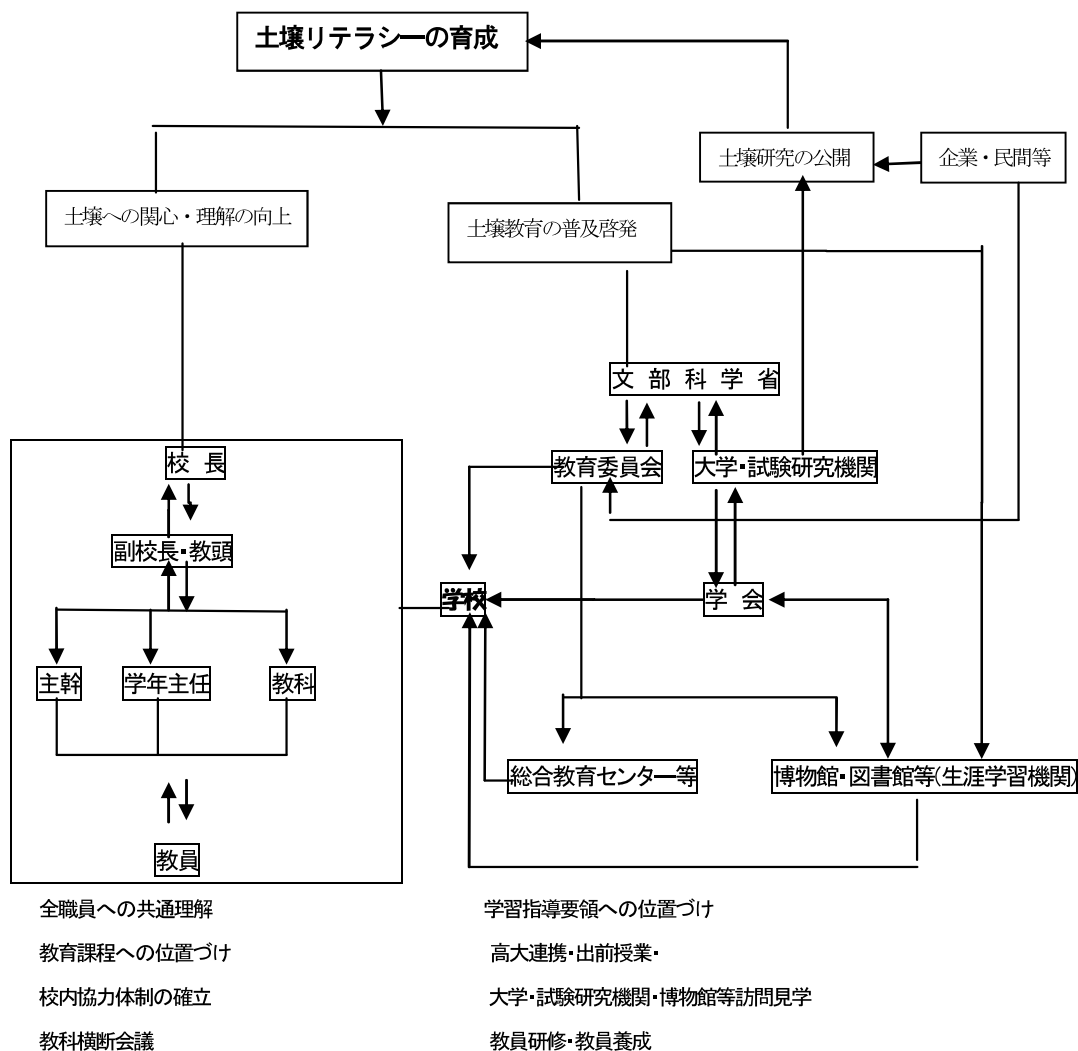 土壌リテラシーの育成
土壌研究の公開
企業・民間等
土壌への関心・理解の向上
土壌教育の普及啓発
文部科学省
校長
教育委員会
大学・試験研究機関
副校長・教頭
学校
学会
主幹
学年主任
教科
総合教育センター等
博物館・図書館等(生涯学習機関)
教員
全職員への共通理解
教育課程への位置づけ
校内協力体制の確立
教科横断会議
学習指導要領への位置づけ
高大連携・出前授業・
大学・試験研究機関・博物館等訪問見学
教員研修・教員養成